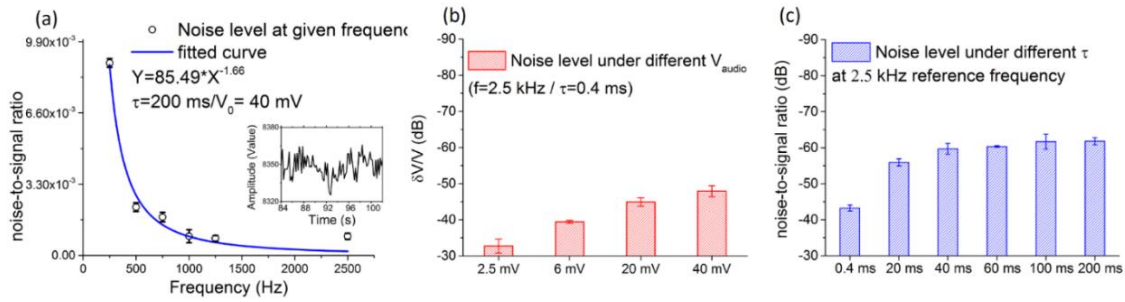 (a)
Noise level at given frequenc
fitted curve
Y=85.49*X^-1.66
τ=200 ms/V₀= 40 mV
noise-to-signal ratio
9.90x10⁻³
6.60x10⁻³
3.30x10⁻³
0.00
0 500 1000 1500 2000 2500
Frequency (Hz)
Amplitude (Value)
8380
8350
8320
84 88 92 96 100
Time (s)
(b)
Noise level under different V_audio
(f=2.5 kHz / τ=0.4 ms)
δV/V (dB)
-90
-80
-70
-60
-50
-40
-30
2.5 mV 6 mV 20 mV 40 mV
(c)
Noise level under different τ
at 2.5 kHz reference frequency
noise-to-signal ratio (dB)
-90
-80
-70
-60
-50
-40
-30
0.4 ms 20 ms 40 ms 60 ms 100 ms 200 ms